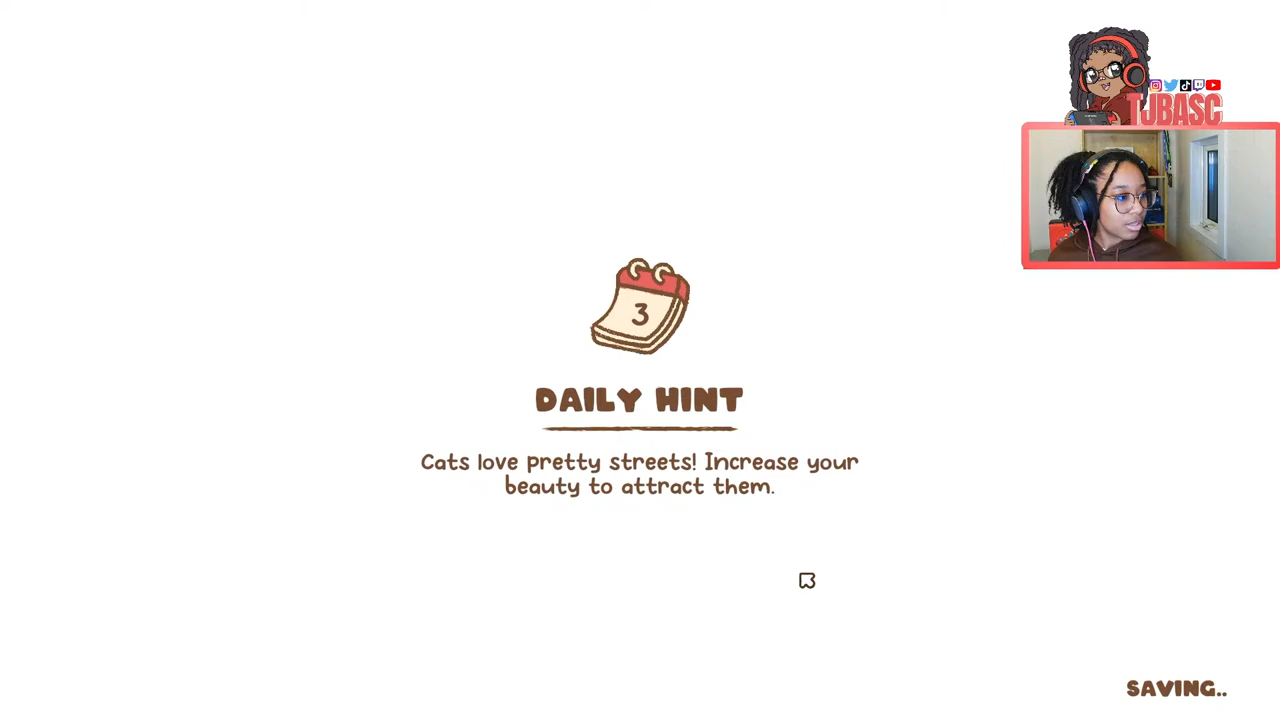 TJBASC
3
DAILY HINT
Cats love pretty streets! Increase your
beauty to attract them.
SAVING..